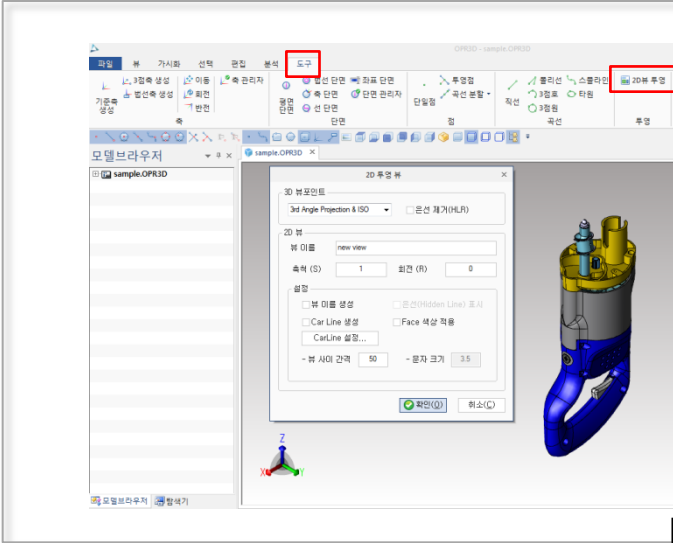 OPR3D - sample.OPR3D
파일 뷰 가시화 선택 편집 분석 도구
3점축 생성 이동 축 관리자 법선 단면 좌표 단면 투영점 폴리선 스플라인 2D뷰 투영
법선축 생성 회전 축 단면 단면 관리자 곡선 분할 3점호 타원
기준축 생성 반전 평면 단면 선 단면 단일점 직선 3점원
축 단면 점 곡선 투영
모델브라우저 sample.OPR3D
sample.OPR3D
2D 투영 뷰
3D 뷰포인트
3rd Angle Projection & ISO 은선 제거(HLR)
2D 뷰
뷰 이름 new view
축척 (S) 1 회전 (R) 0
설정
뷰 이름 생성 은선(Hidden Line) 표시
Car Line 생성 Face 색상 적용
CarLine 설정...
- 뷰 사이 간격 50 - 문자 크기 3.5
확인(O) 취소(C)
Z
X Y
모델브라우저 탐색기